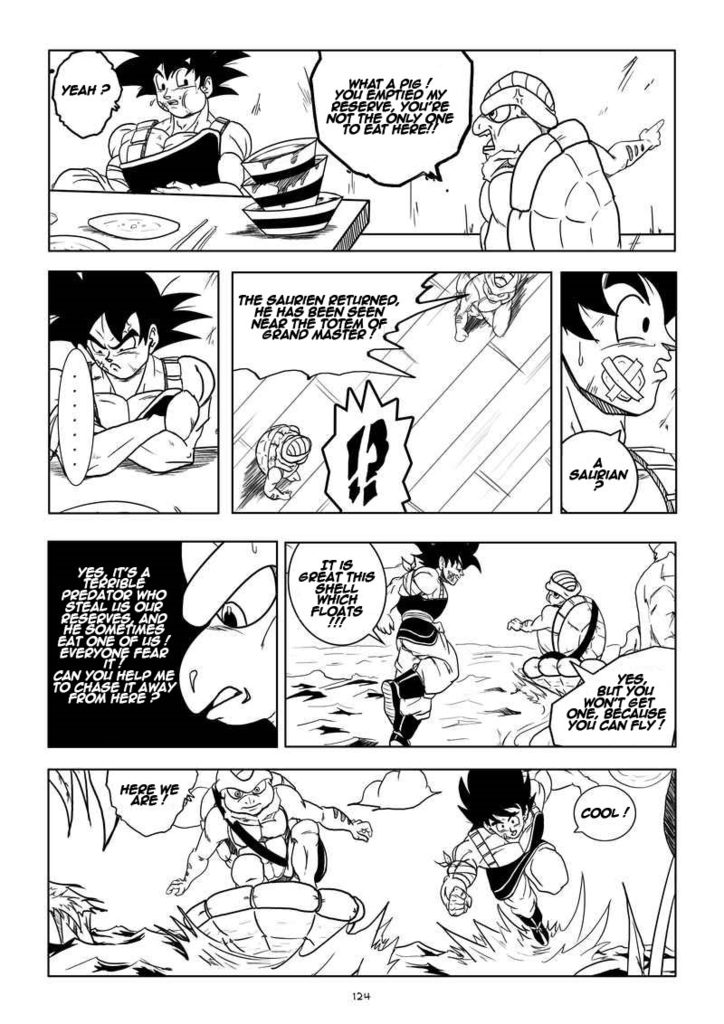 YEAH ?
WHAT A PIG !
YOU EMPTIED MY
RESERVE, YOU'RE
NOT THE ONLY ONE
TO EAT HERE!!
.......
THE SAURIEN RETURNED,
HE HAS BEEN SEEN
NEAR THE TOTEM OF
GRAND MASTER !
!?
!!
A
SAURIAN
?
YES, IT'S A
TERRIBLE
PREDATOR WHO
STEAL US OUR
RESERVES, AND
HE SOMETIMES
EAT ONE OF US !
EVERYONE FEAR
IT !
CAN YOU HELP ME
TO CHASE IT AWAY
FROM HERE ?
IT IS
GREAT THIS
SHELL
WHICH
FLOATS
!!!
YES,
BUT YOU
WON'T GET
ONE, BECAUSE
YOU CAN FLY !
HERE WE
ARE !
COOL !
124